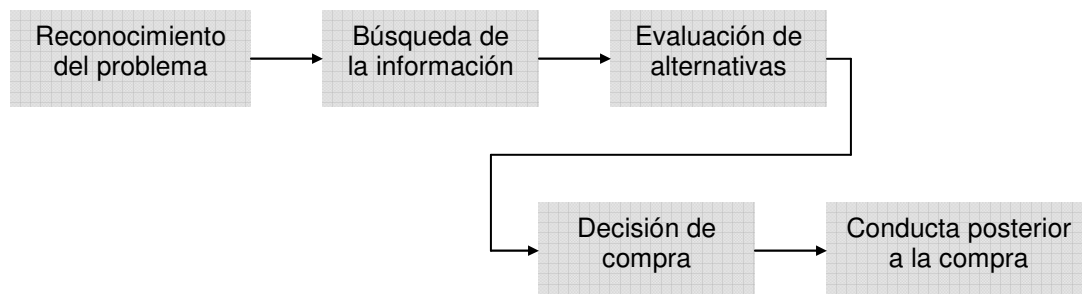 Reconocimiento
del problema
Búsqueda de
la información
Evaluación de
alternativas
Decisión de
compra
Conducta posterior
a la compra